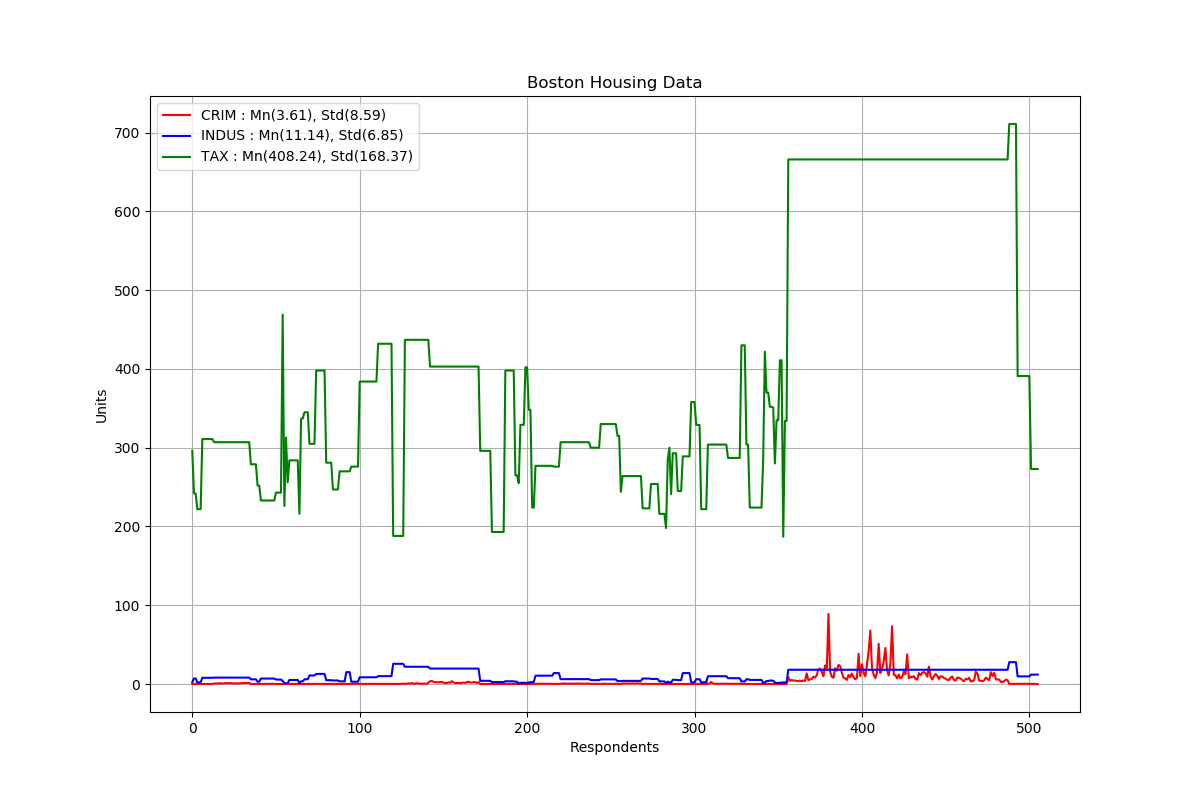 Boston Housing Data
CRIM : Mn(3.61), Std(8.59)
INDUS : Mn(11.14), Std(6.85)
TAX : Mn(408.24), Std(168.37)
700
600
500
400
300
200
100
0
Units
0 100 200 300 400 500
Respondents